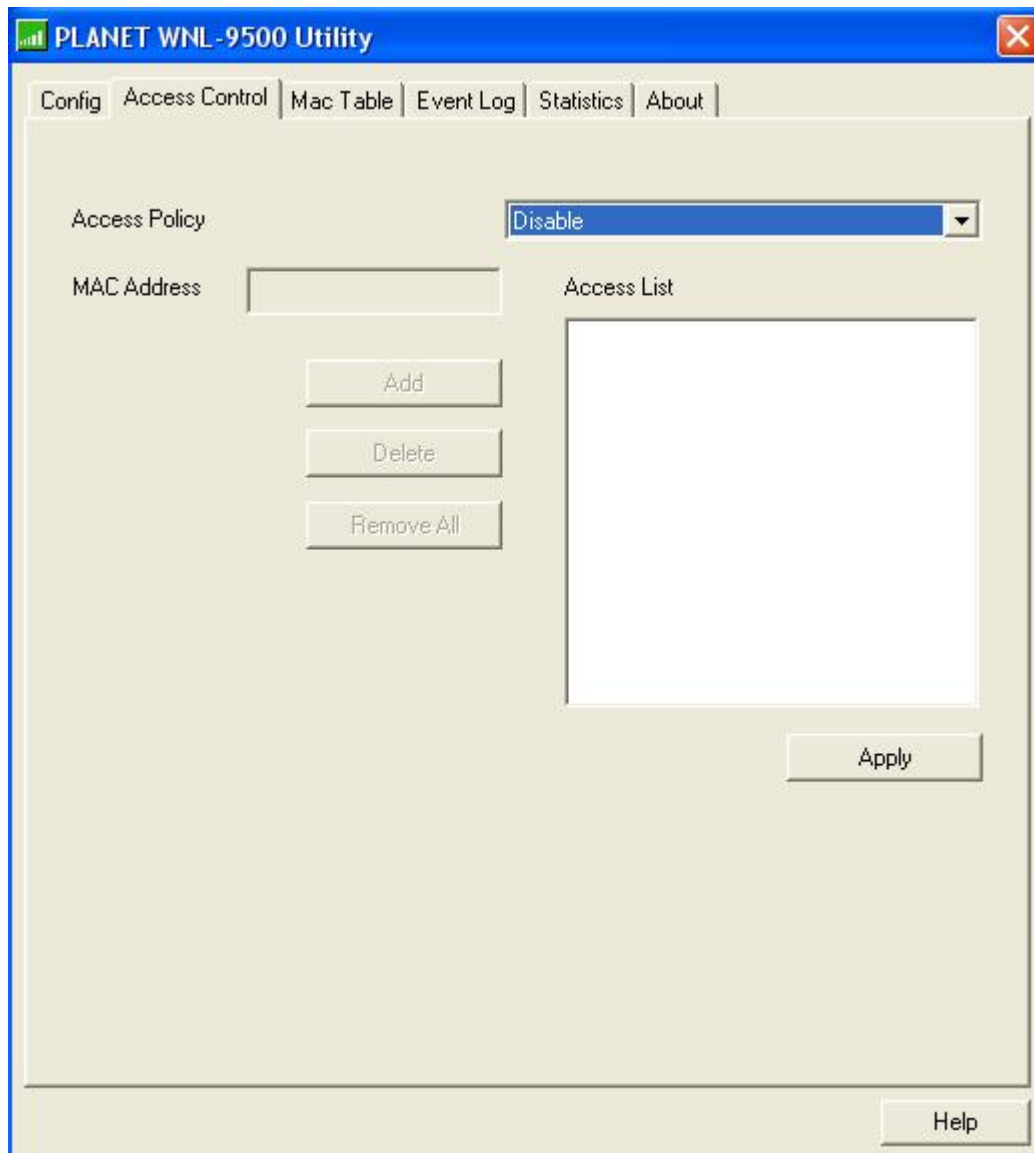 PLANET WNL-9500 Utility
Config Access Control Mac Table Event Log Statistics About
Access Policy Disable
MAC Address
Access List
Add
Delete
Remove All
Apply
Help